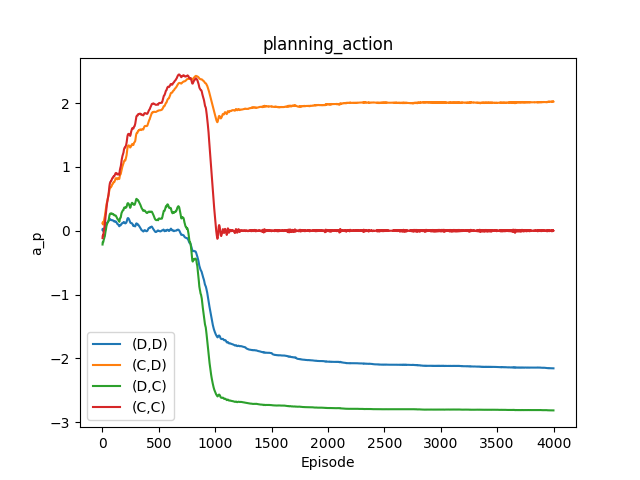 planning_action
a_p
2
1
0
−1
−2
−3
(D,D)
(C,D)
(D,C)
(C,C)
0 500 1000 1500 2000 2500 3000 3500 4000
Episode